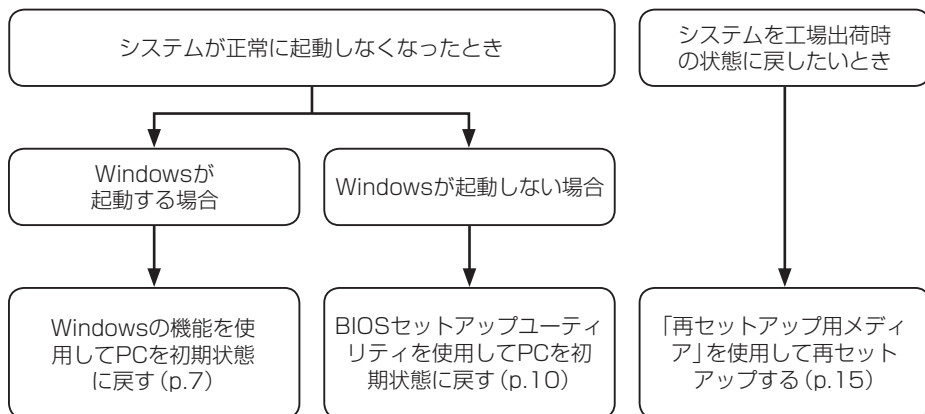 システムが正常に起動しなくなったとき
システムを工場出荷時
の状態に戻したいとき
Windowsが
起動する場合
Windowsが起動しない場合
Windowsの機能を使
用してPCを初期状態
に戻す(p.7)
BIOSセットアップユーティ
リティを使用してPCを初
期状態に戻す(p.10)
「再セットアップ用メディ
ア」を使用して再セット
アップする(p.15)